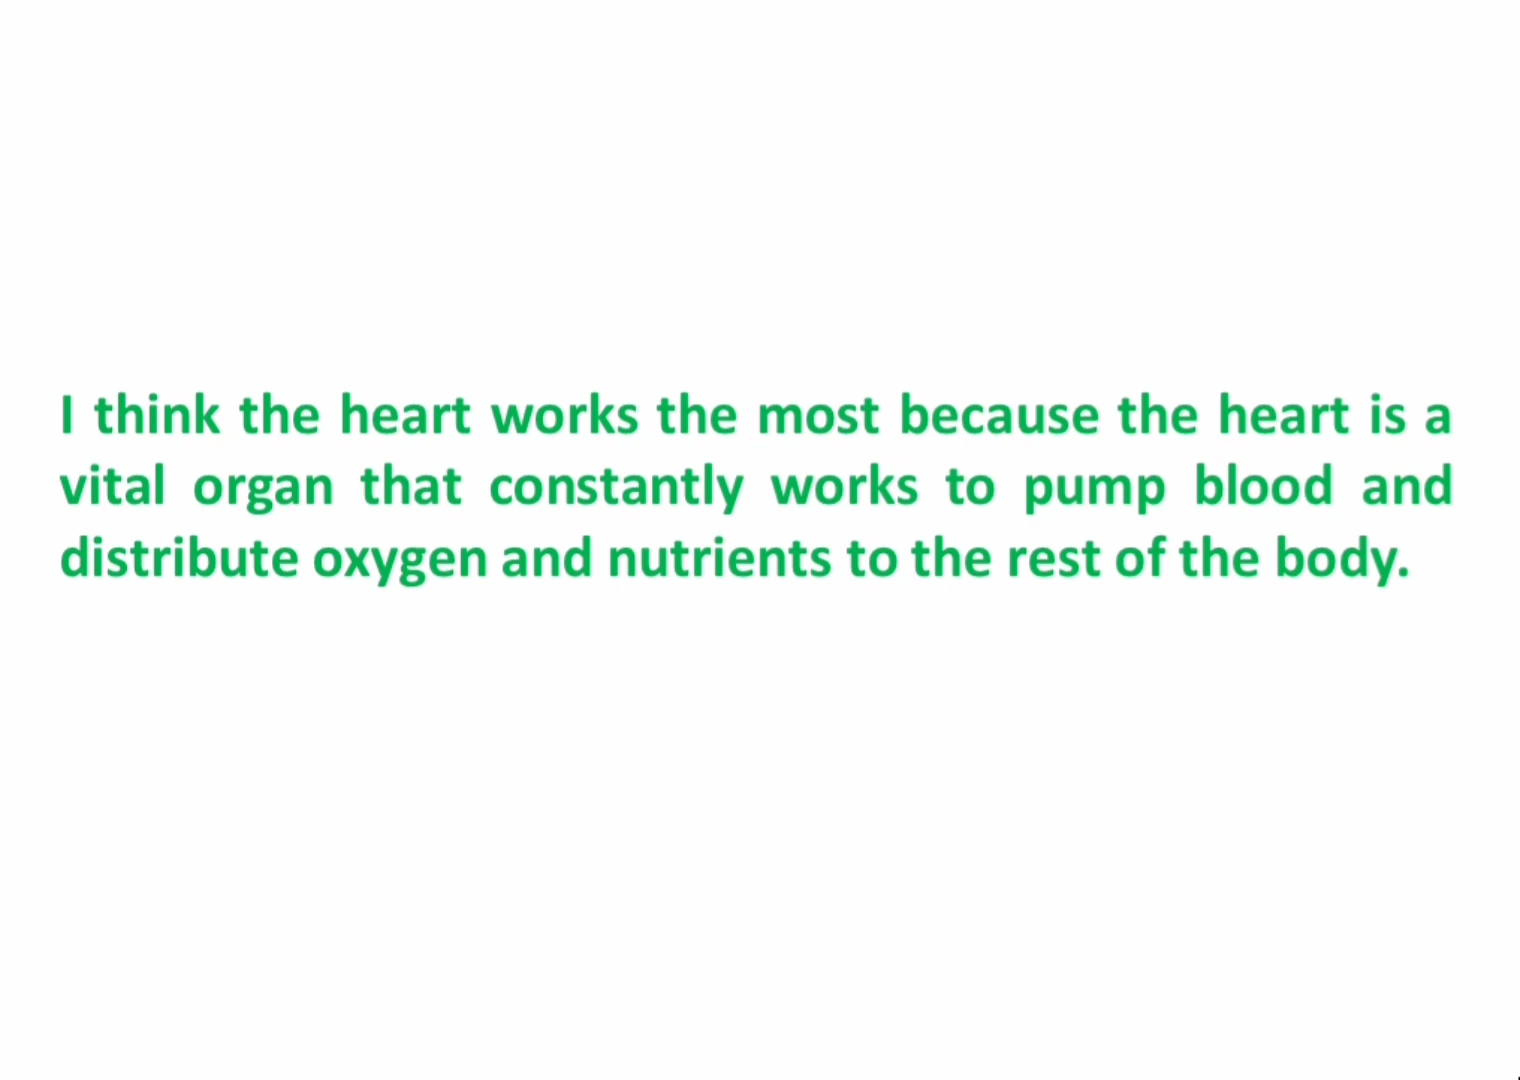 I think the heart works the most because the heart is a
vital organ that constantly works to pump blood and
distribute oxygen and nutrients to the rest of the body.